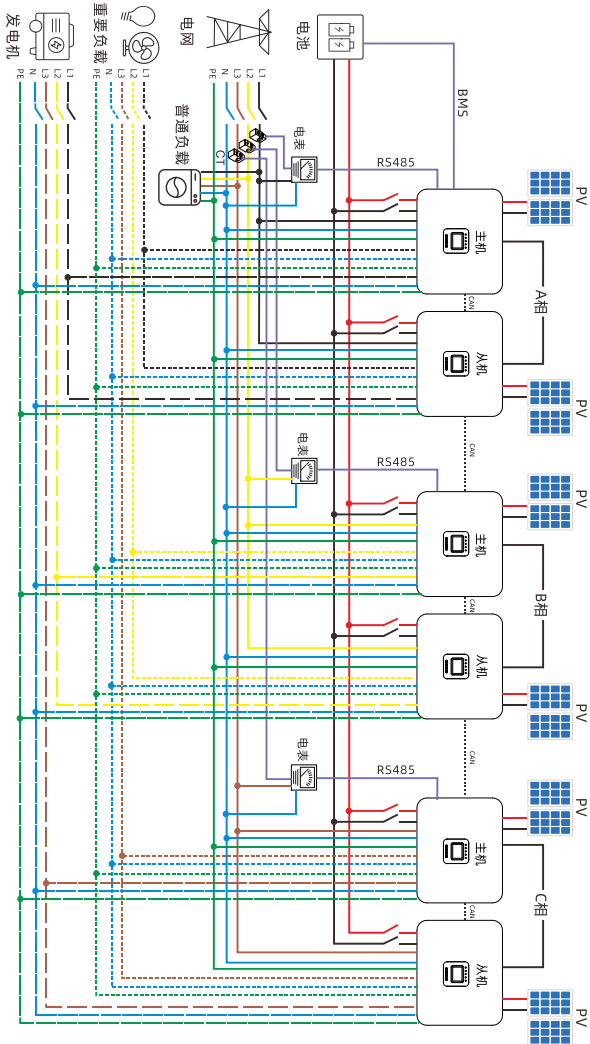 PV
PV
PV
PV
PV
PV
A相
B相
C相
主机
CAN
从机
CAN
主机
CAN
从机
CAN
主机
CAN
从机
BMS
RS485
RS485
RS485
电池
电表
电表
电表
电网
L1
L2
L3
N
PE
CT
普通负载
重要负载
L1
L2
L3
N
PE
发电机
L1
L2
L3
N
PE